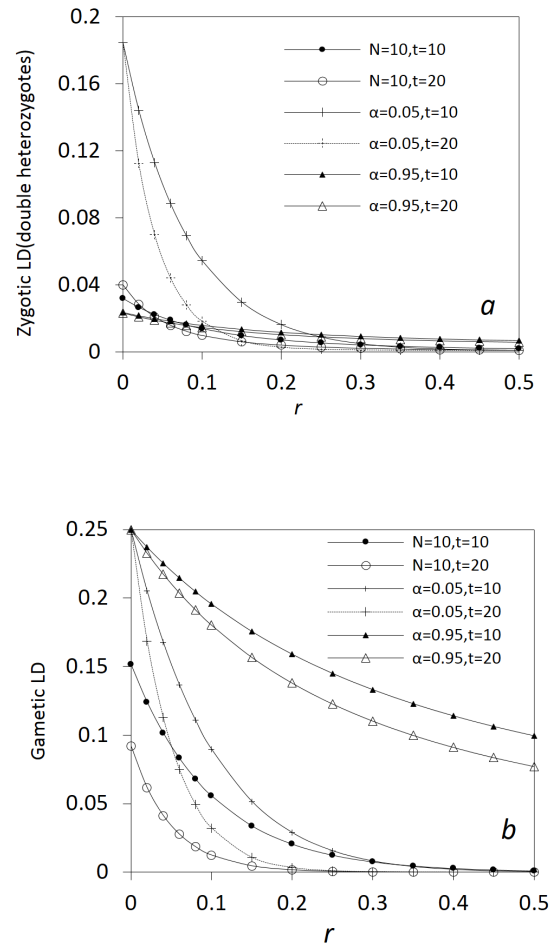 0.2
0.16
0.12
0.08
0.04
0
Zygotic LD(double heterozygotes)
N=10,t=10
N=10,t=20
α=0.05,t=10
α=0.05,t=20
α=0.95,t=10
α=0.95,t=20
a
0 0.1 0.2 0.3 0.4 0.5
r
0.25
0.2
0.15
0.1
0.05
0
Gametic LD
N=10,t=10
N=10,t=20
α=0.05,t=10
α=0.05,t=20
α=0.95,t=10
α=0.95,t=20
b
0 0.1 0.2 0.3 0.4 0.5
r